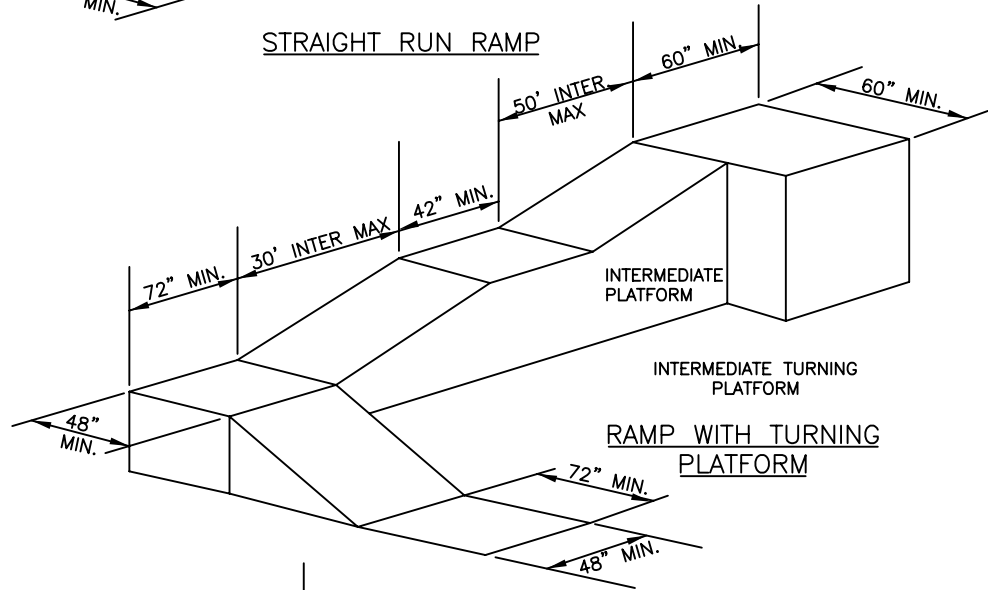 MIN.
STRAIGHT RUN RAMP
60” MIN.
50' INTER.
MAX
60” MIN.
42” MIN.
30' INTER MAX
72” MIN.
INTERMEDIATE
PLATFORM
INTERMEDIATE TURNING
PLATFORM
48”
MIN.
RAMP WITH TURNING
PLATFORM
72” MIN.
48” MIN.